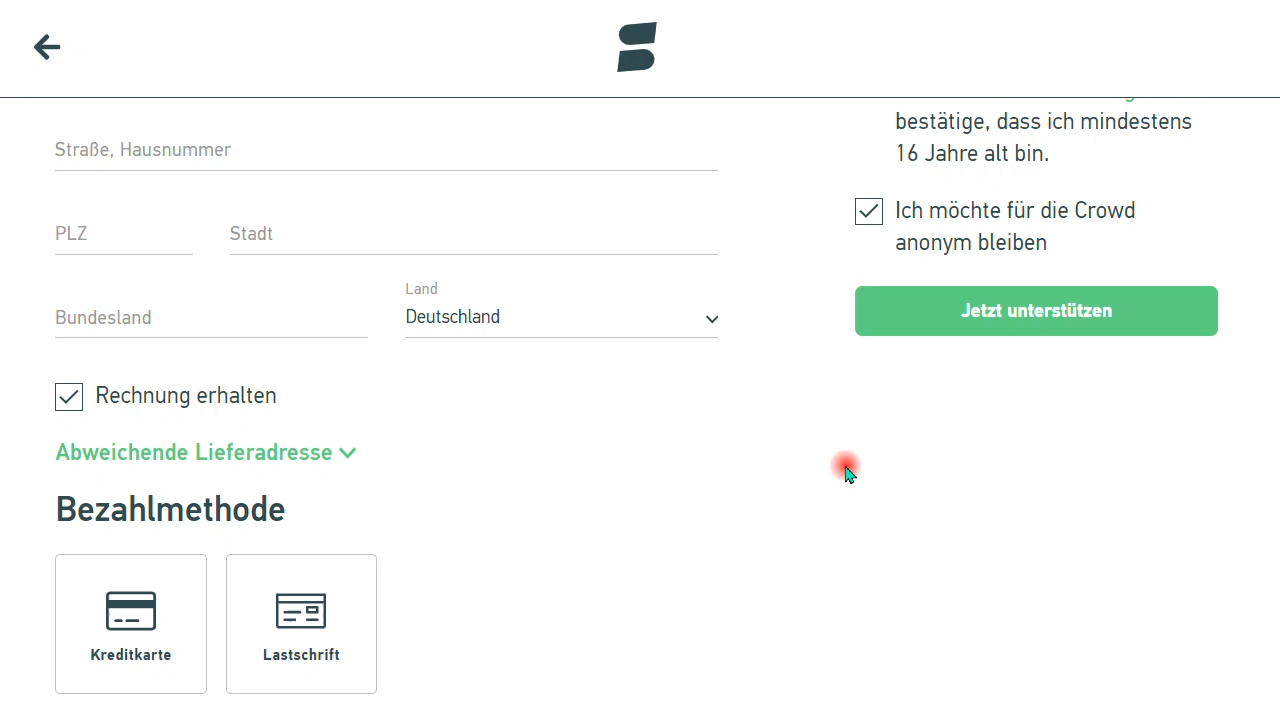 Straße, Hausnummer
PLZ
Stadt
Bundesland
Land
Deutschland
Rechnung erhalten
Abweichende Lieferadresse
Bezahlmethode
Kreditkarte
Lastschrift
bestätige, dass ich mindestens
16 Jahre alt bin.
Ich möchte für die Crowd
anonym bleiben
Jetzt unterstützen